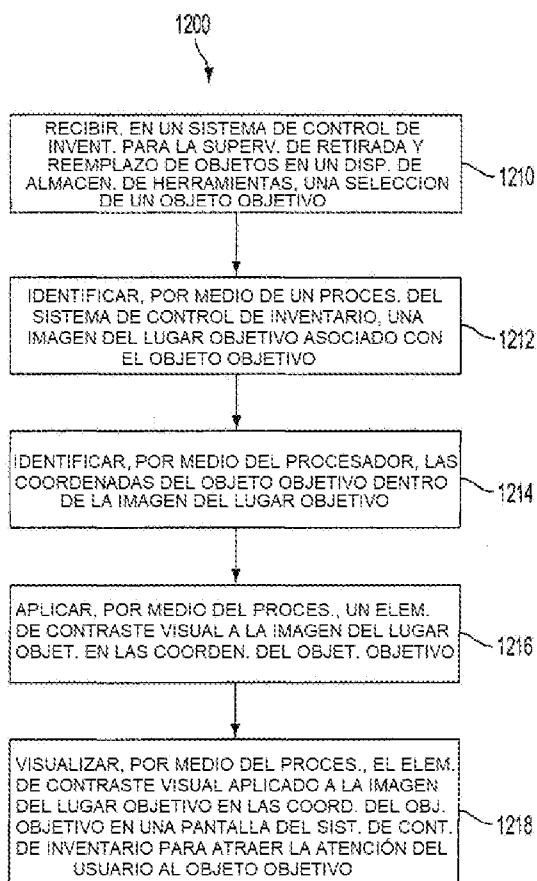 1200
RECIBIR, EN UN SISTEMA DE CONTROL DE
INVENT. PARA LA SUPERV. DE RETIRADA Y
REEMPLAZO DE OBJETOS EN UN DISP. DE
ALMACEN. DE HERRAMIENTAS, UNA SELECCION
DE UN OBJETO OBJETIVO
1210
IDENTIFICAR, POR MEDIO DE UN PROCES. DEL
SISTEMA DE CONTROL DE INVENTARIO, UNA
IMAGEN DEL LUGAR OBJETIVO ASOCIADO CON
EL OBJETO OBJETIVO
1212
IDENTIFICAR, POR MEDIO DEL PROCESADOR, LAS
COORDENADAS DEL OBJETO OBJETIVO DENTRO
DE LA IMAGEN DEL LUGAR OBJETIVO
1214
APLICAR, POR MEDIO DEL PROCES., UN ELEM.
DE CONTRASTE VISUAL A LA IMAGEN DEL LUGAR
OBJET. EN LAS COORDEN. DEL OBJET. OBJETIVO
1216
VISUALIZAR, POR MEDIO DEL PROCES., EL ELEM.
DE CONTRASTE VISUAL APLICADO A LA IMAGEN
DEL LUGAR OBJETIVO EN LAS COORD. DEL OBJ.
OBJETIVO EN UNA PANTALLA DEL SIST. DE CONT.
DE INVENTARIO PARA ATRAER LA ATENCIÓN DEL
USUARIO AL OBJETO OBJETIVO
1218